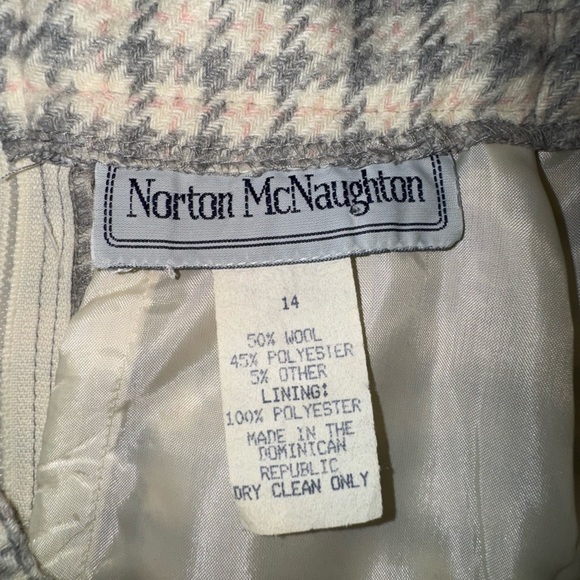 Norton McNaughton
14
50% WOOL
45% POLYESTER
5% OTHER
LINING:
100% POLYESTER
MADE IN THE
DOMINICAN
REPUBLIC
DRY CLEAN ONLY